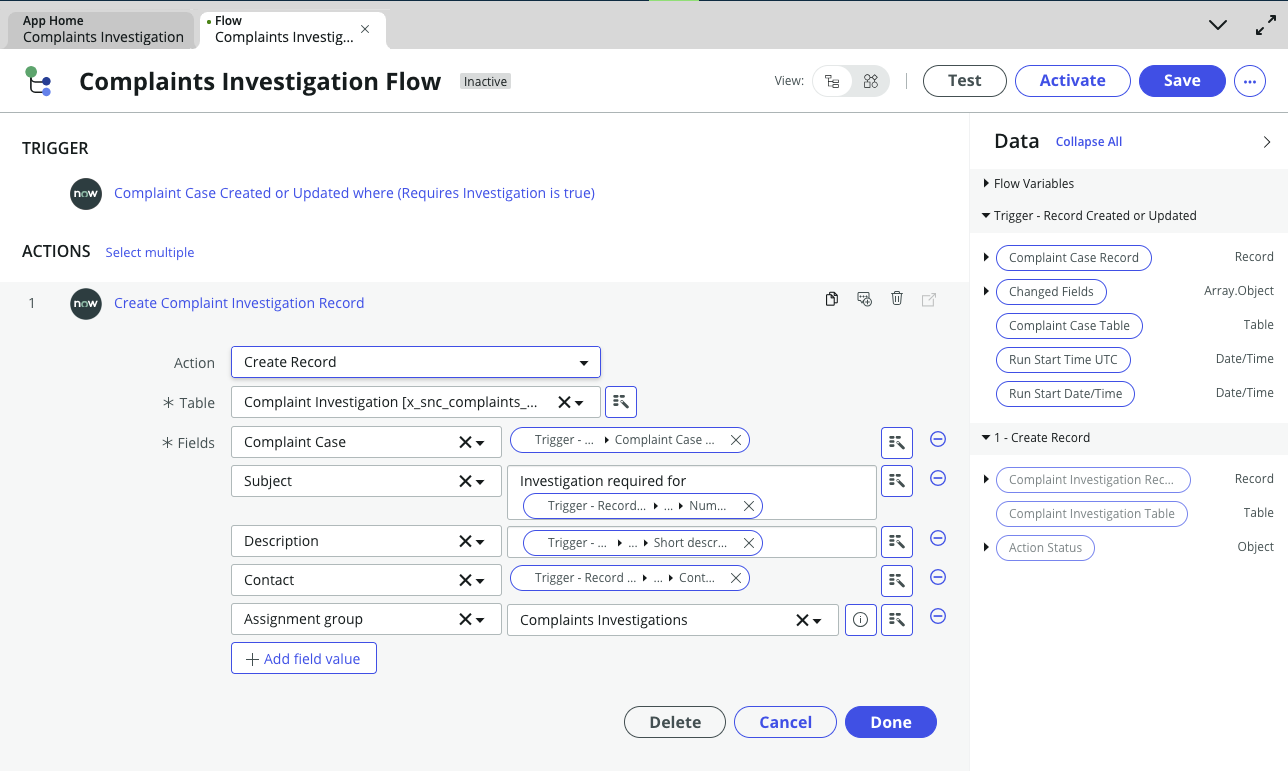 App Home
Complaints Investigation
Flow
Complaints Investig...
Complaints Investigation Flow
Inactive
View:
Test
Activate
Save
TRIGGER
now
Complaint Case Created or Updated where (Requires Investigation is true)
ACTIONS Select multiple
1
now
Create Complaint Investigation Record
Action
Create Record
* Table
Complaint Investigation [x_snc_complaints_...
* Fields
Complaint Case
Trigger - ... Complaint Case ...
Subject
Investigation required for
Trigger - Record... ... Num...
Description
Trigger - ... ... Short descr...
Contact
Trigger - Record ... ... Cont...
Assignment group
Complaints Investigations
+ Add field value
Delete
Cancel
Done
Data Collapse All
Flow Variables
Trigger - Record Created or Updated
Complaint Case Record Record
Changed Fields Array.Object
Complaint Case Table Table
Run Start Time UTC Date/Time
Run Start Date/Time Date/Time
1 - Create Record
Complaint Investigation Rec... Record
Complaint Investigation Table Table
Action Status Object